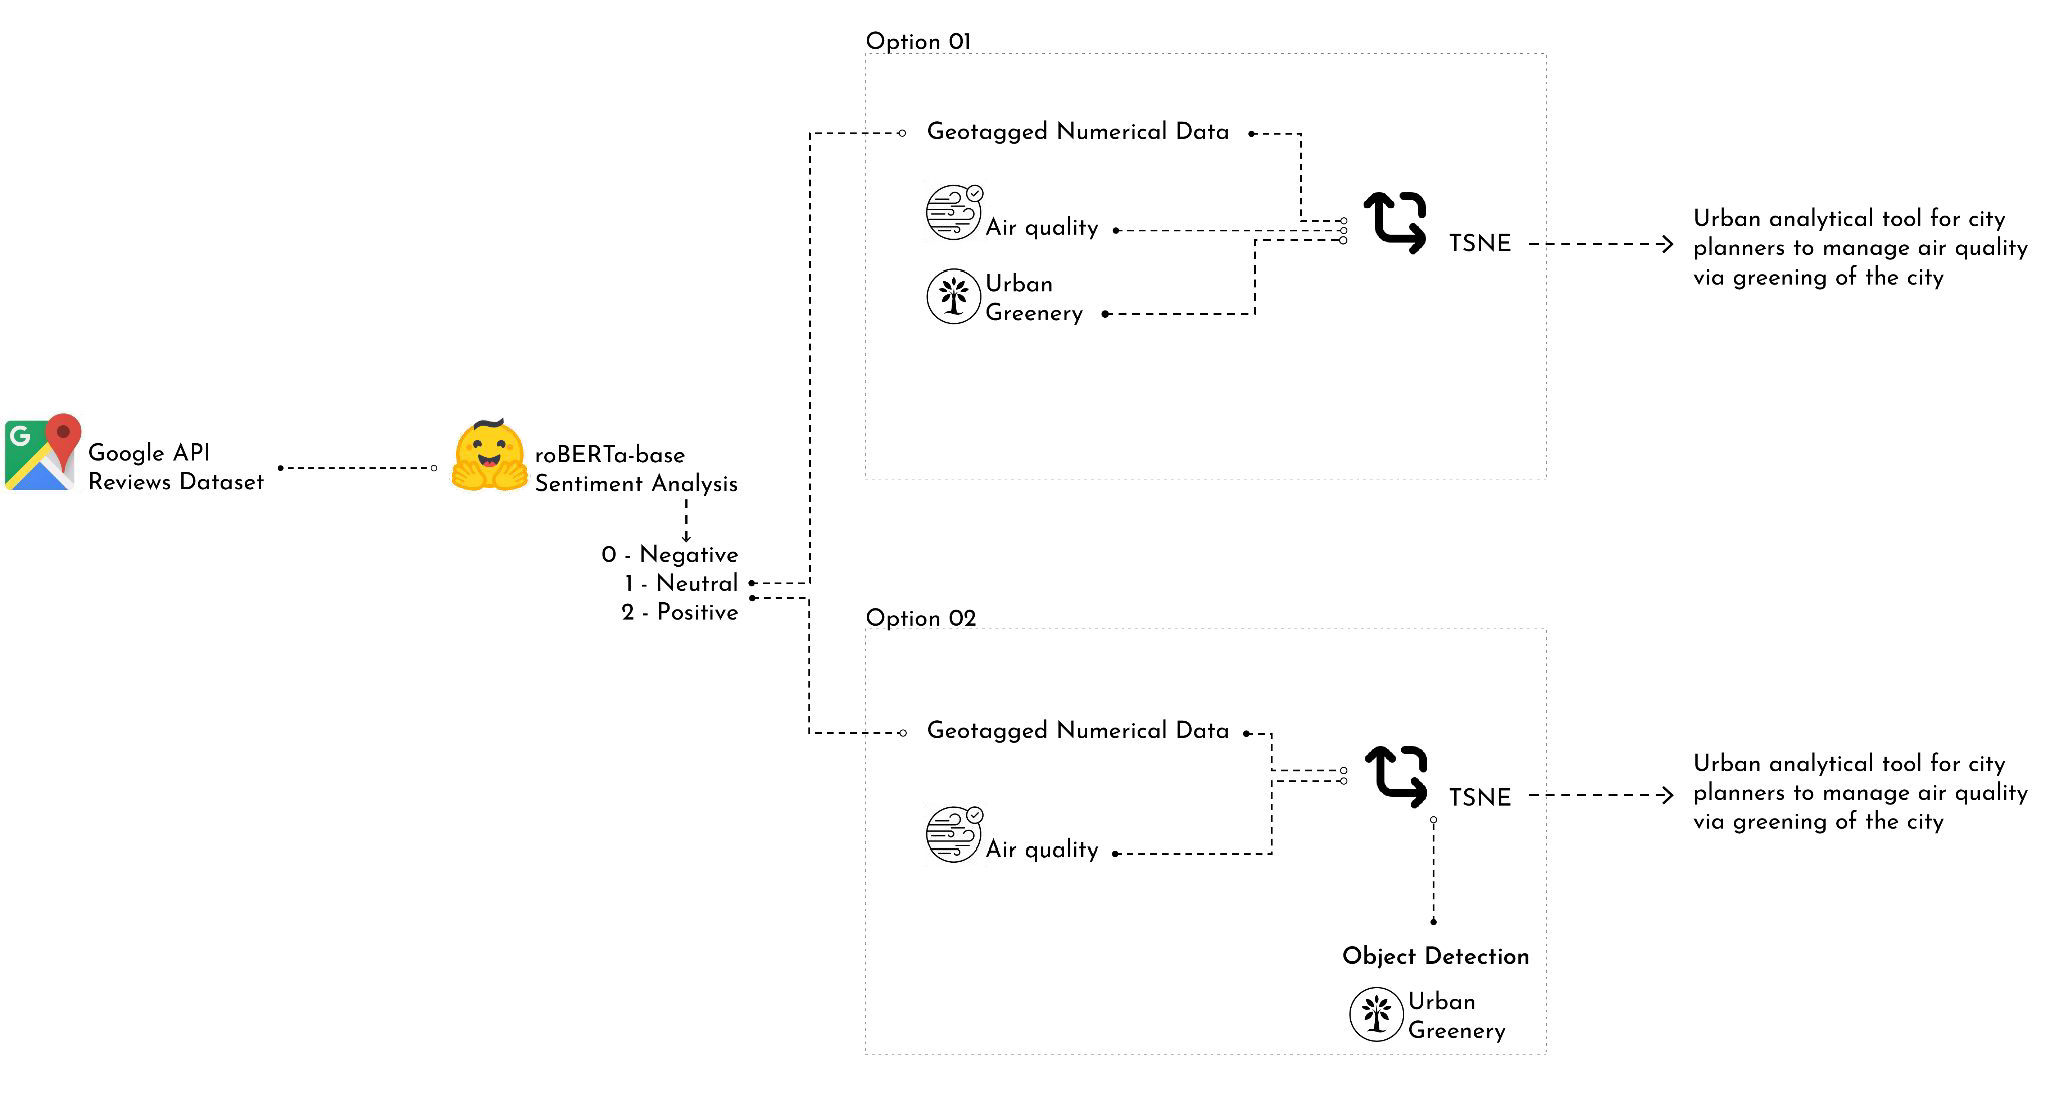 Option 01
Geotagged Numerical Data
Air quality
Urban
Greenery
TSNE
Urban analytical tool for city
planners to manage air quality
via greening of the city
G
Google API
Reviews Dataset
roBERTa-base
Sentiment Analysis
0 - Negative
1 - Neutral
2 - Positive
Option 02
Geotagged Numerical Data
Air quality
TSNE
Urban analytical tool for city
planners to manage air quality
via greening of the city
Object Detection
Urban
Greenery